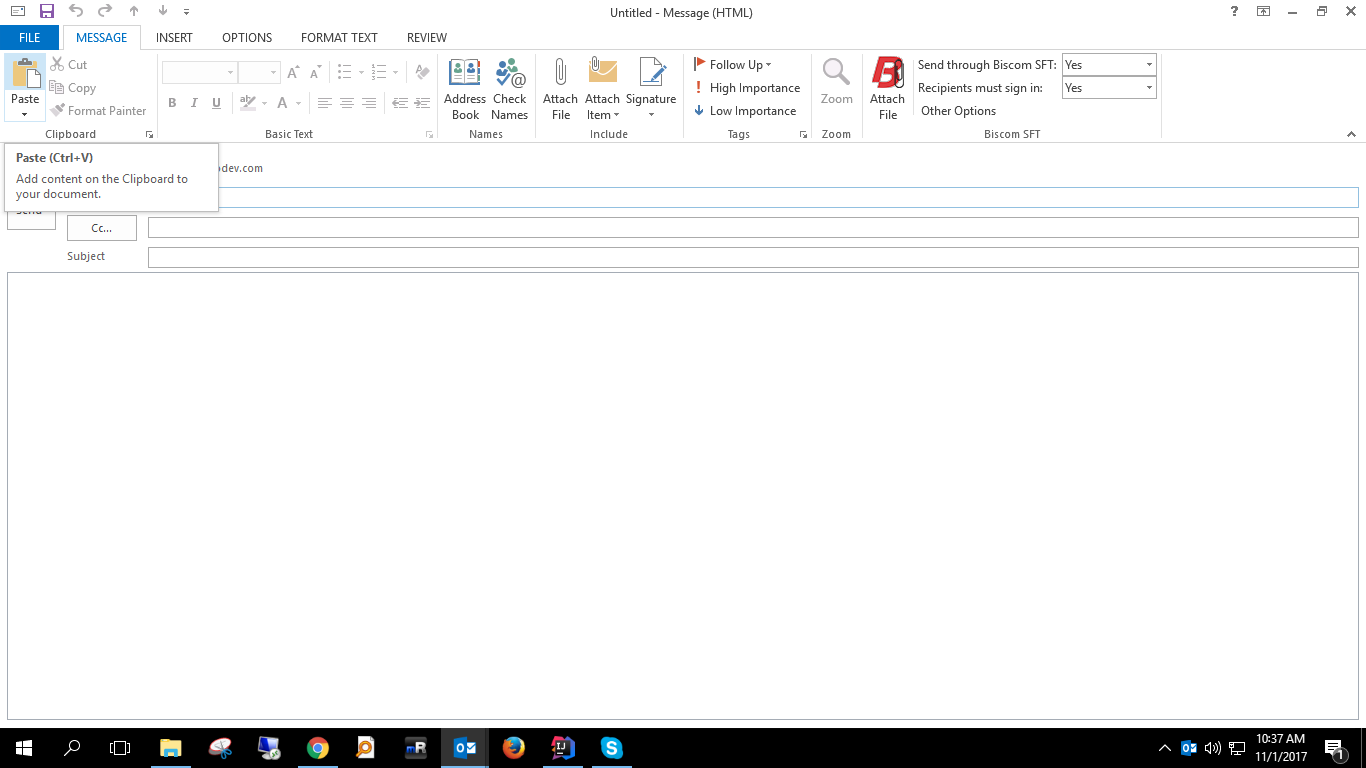 Untitled - Message (HTML)
FILE MESSAGE INSERT OPTIONS FORMAT TEXT REVIEW
Paste
Cut
Copy
Format Painter
Clipboard
B I U
Basic Text
Address Book
Check Names
Names
Attach File
Attach Item
Signature
Include
Follow Up
High Importance
Low Importance
Tags
Zoom
Zoom
Attach File
Send through Biscom SFT: Yes
Recipients must sign in: Yes
Other Options
Biscom SFT
Paste (Ctrl+V)
Add content on the Clipboard to
your document.
dev.com
Send
Cc...
Subject
10:37 AM
11/1/2017
1